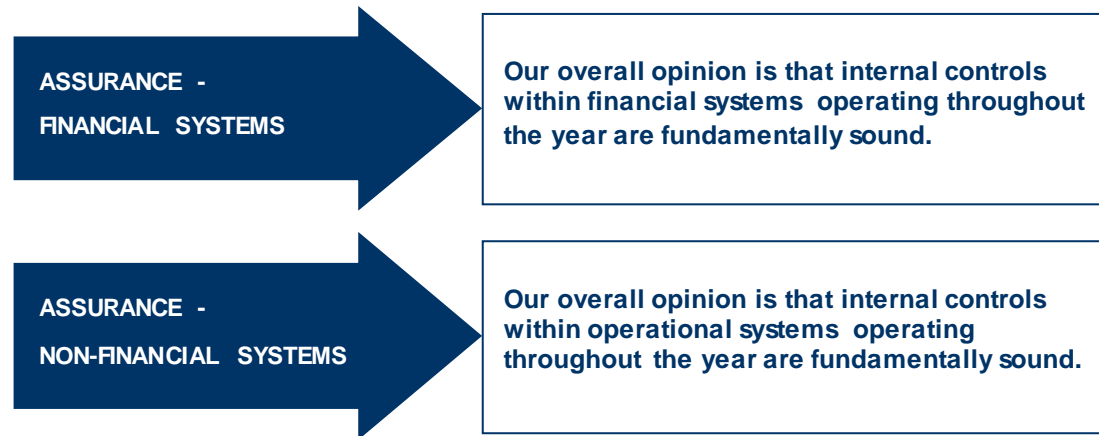 ASSURANCE -
FINANCIAL SYSTEMS
Our overall opinion is that internal controls
within financial systems operating throughout
the year are fundamentally sound.
ASSURANCE -
NON-FINANCIAL SYSTEMS
Our overall opinion is that internal controls
within operational systems operating
throughout the year are fundamentally sound.